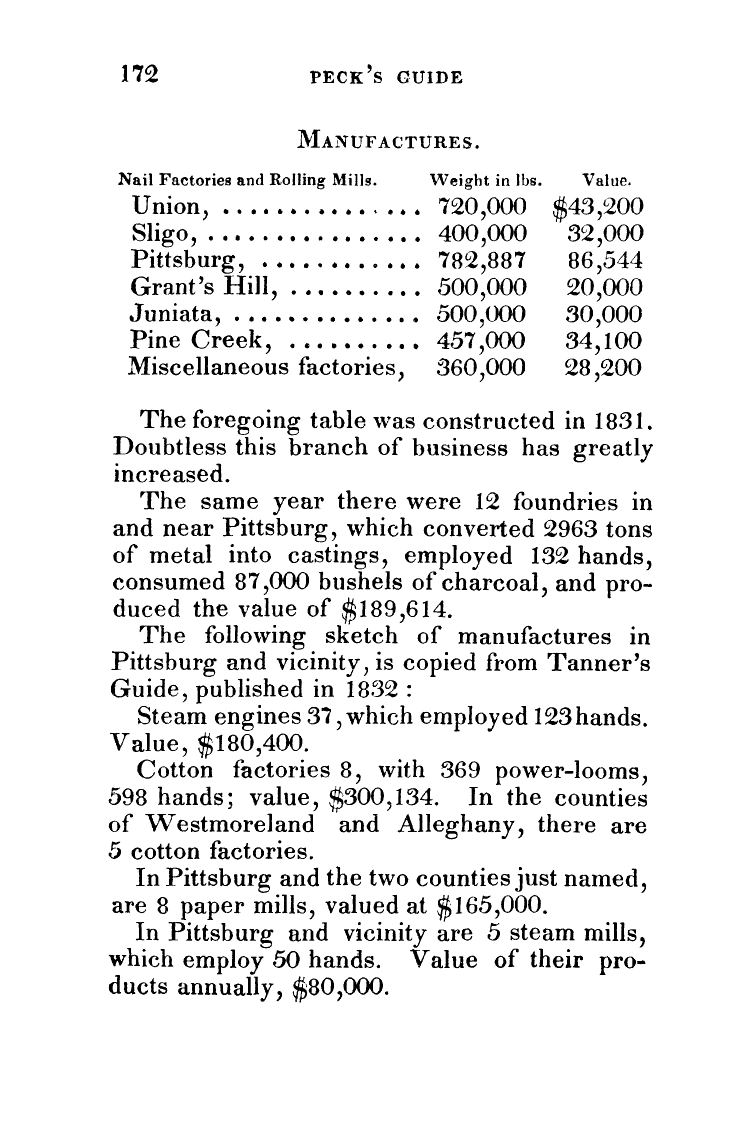 172 PECK'S GUIDE
MANUFACTURES.
Nail Factories and Rolling Mills. Weight in lbs. Value.
Union, . . . . . . . . . . . . . . . 720,000 $43,200
Sligo, . . . . . . . . . . . . . . . . 400,000 32,000
Pittsburg, . . . . . . . . . . . . 782,887 86,544
Grant's Hill, . . . . . . . . . . 500,000 20,000
Juniata, . . . . . . . . . . . . . . 500,000 30,000
Pine Creek, . . . . . . . . . . 457,000 34,100
Miscellaneous factories, 360,000 28,200
The foregoing table was constructed in 1831.
Doubtless this branch of business has greatly
increased.
The same year there were 12 foundries in
and near Pittsburg, which converted 2963 tons
of metal into castings, employed 132 hands,
consumed 87,000 bushels of charcoal, and pro-
duced the value of $189,614.
The following sketch of manufactures in
Pittsburg and vicinity, is copied from Tanner's
Guide, published in 1832 :
Steam engines 37, which employed 123 hands.
Value, $180,400.
Cotton factories 8, with 369 power-looms,
598 hands; value, $300,134. In the counties
of Westmoreland and Alleghany, there are
5 cotton factories.
In Pittsburg and the two counties just named,
are 8 paper mills, valued at $165,000.
In Pittsburg and vicinity are 5 steam mills,
which employ 50 hands. Value of their pro-
ducts annually, $80,000.